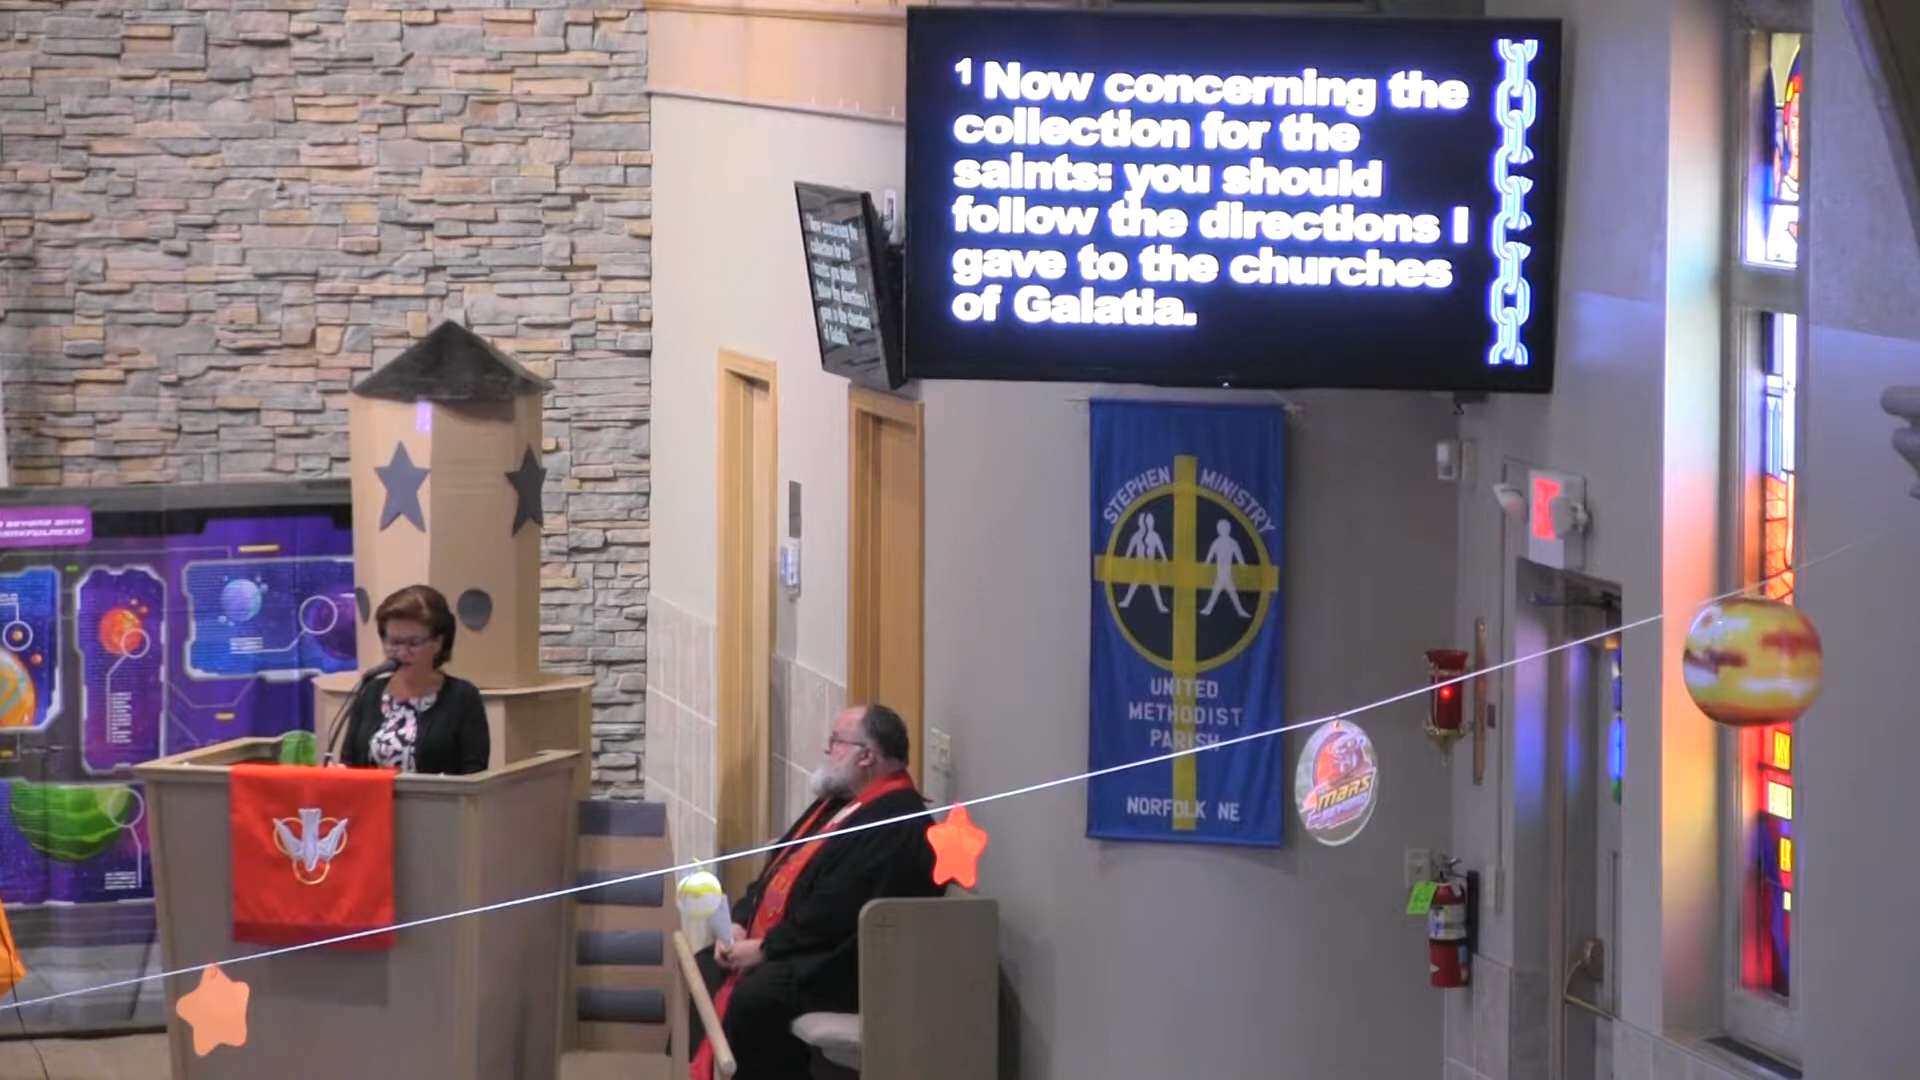 1 Now concerning the
collection for the
saints: you should
follow the directions I
gave to the churches
of Galatia.
STEPHEN MINISTRY
UNITED
METHODIST
PARISH
NORFOLK NE
MARS